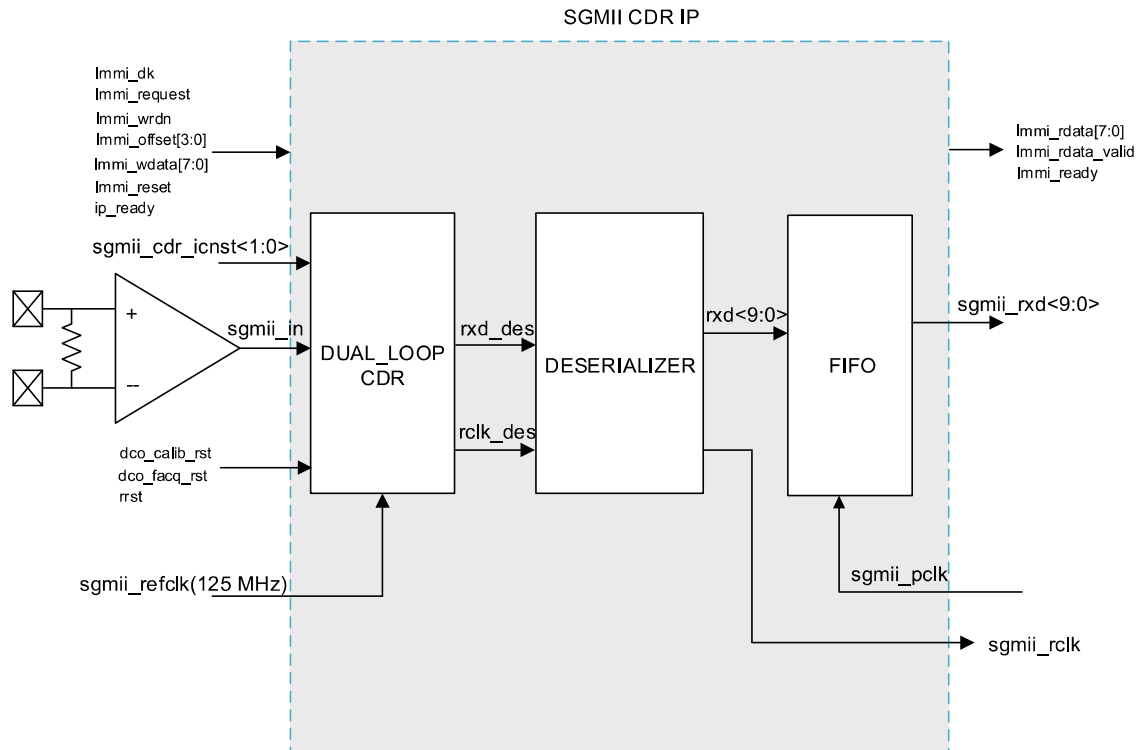 SGMII CDR IP
lmmi_dk
lmmi_request
lmmi_wrdn
lmmi_offset[3:0]
lmmi_wdata[7:0]
lmmi_reset
ip_ready
lmmi_rdata[7:0]
lmmi_rdata_valid
lmmi_ready
sgmii_cdr_icnst<1:0>
+
--
sgmii_in
DUAL_LOOP
CDR
rxd_des
rclk_des
DESERIALIZER
rxd<9:0>
FIFO
sgmii_rxd<9:0>
dco_calib_rst
dco_facq_rst
rrst
sgmii_refclk(125 MHz)
sgmii_pclk
sgmii_rclk